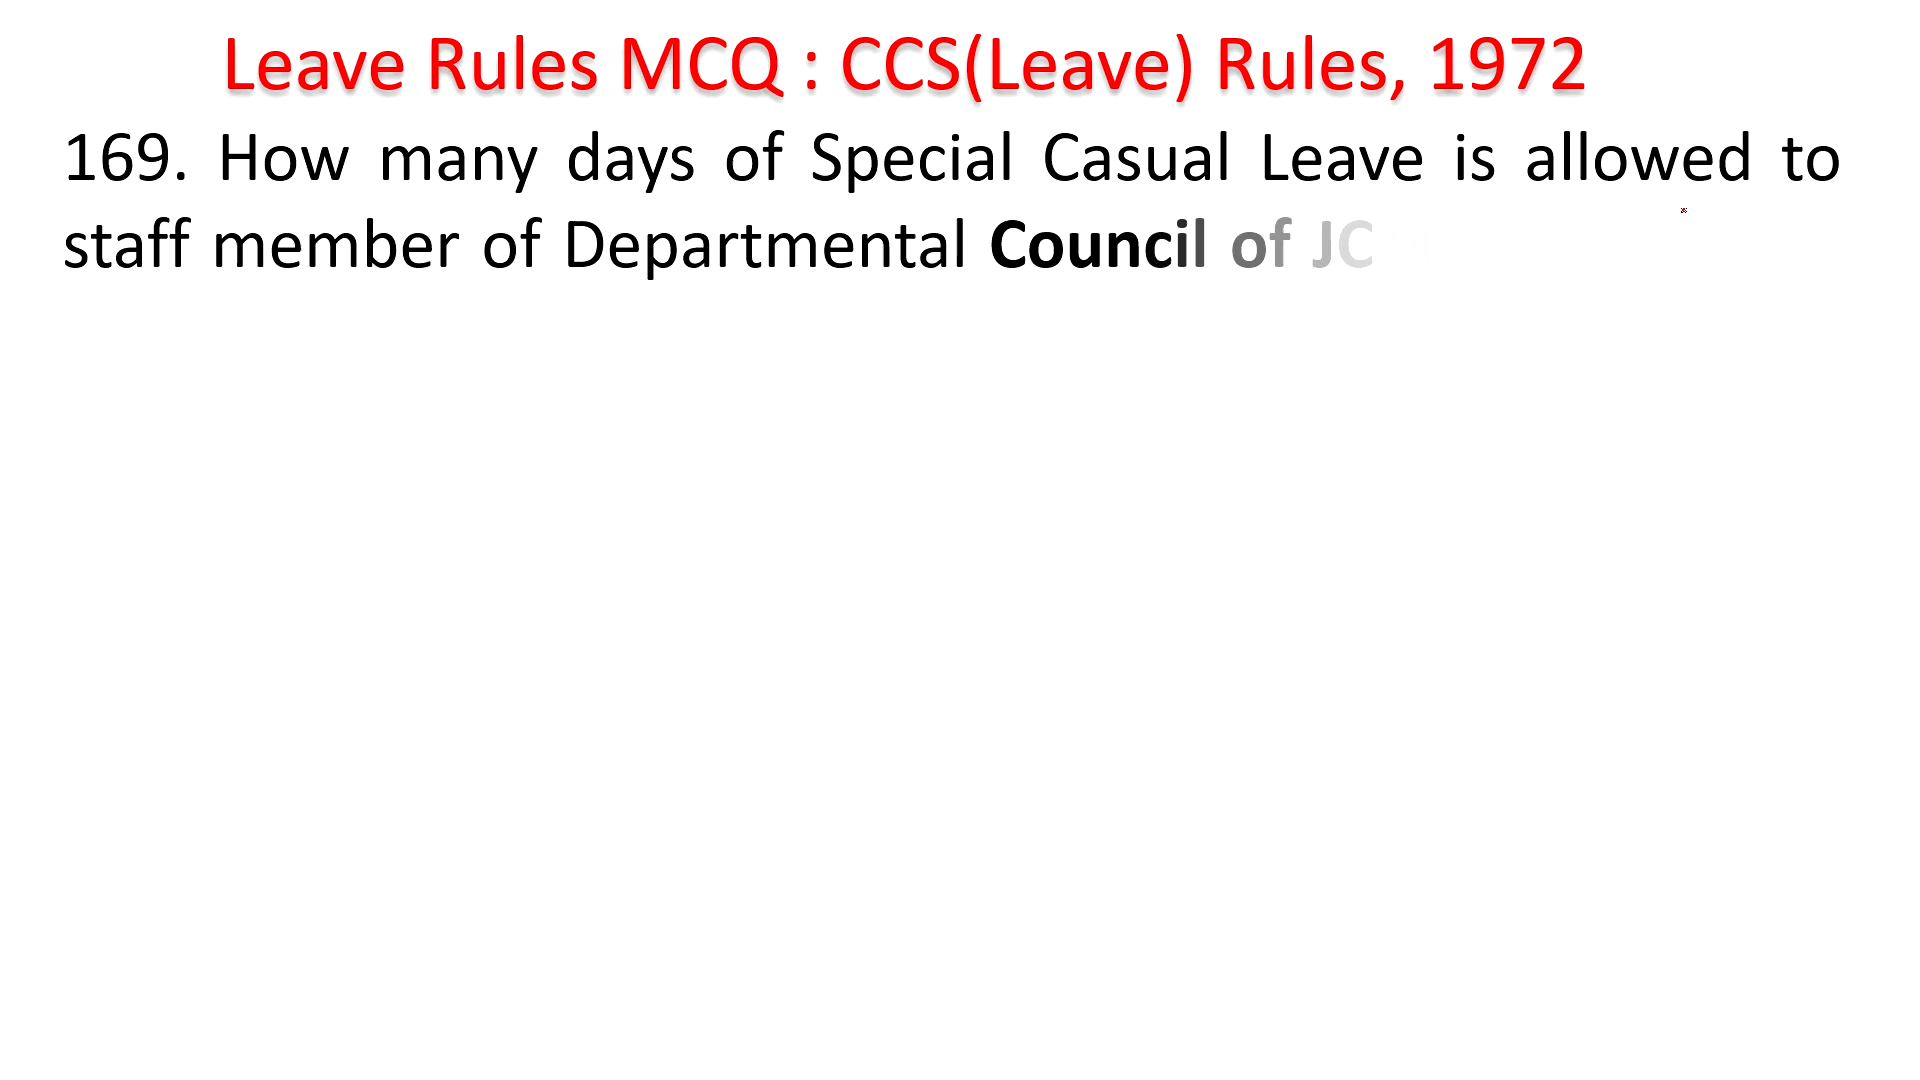 Leave Rules MCQ : CCS(Leave) Rules, 1972
169. How many days of Special Casual Leave is allowed to
staff member of Departmental Council of JC